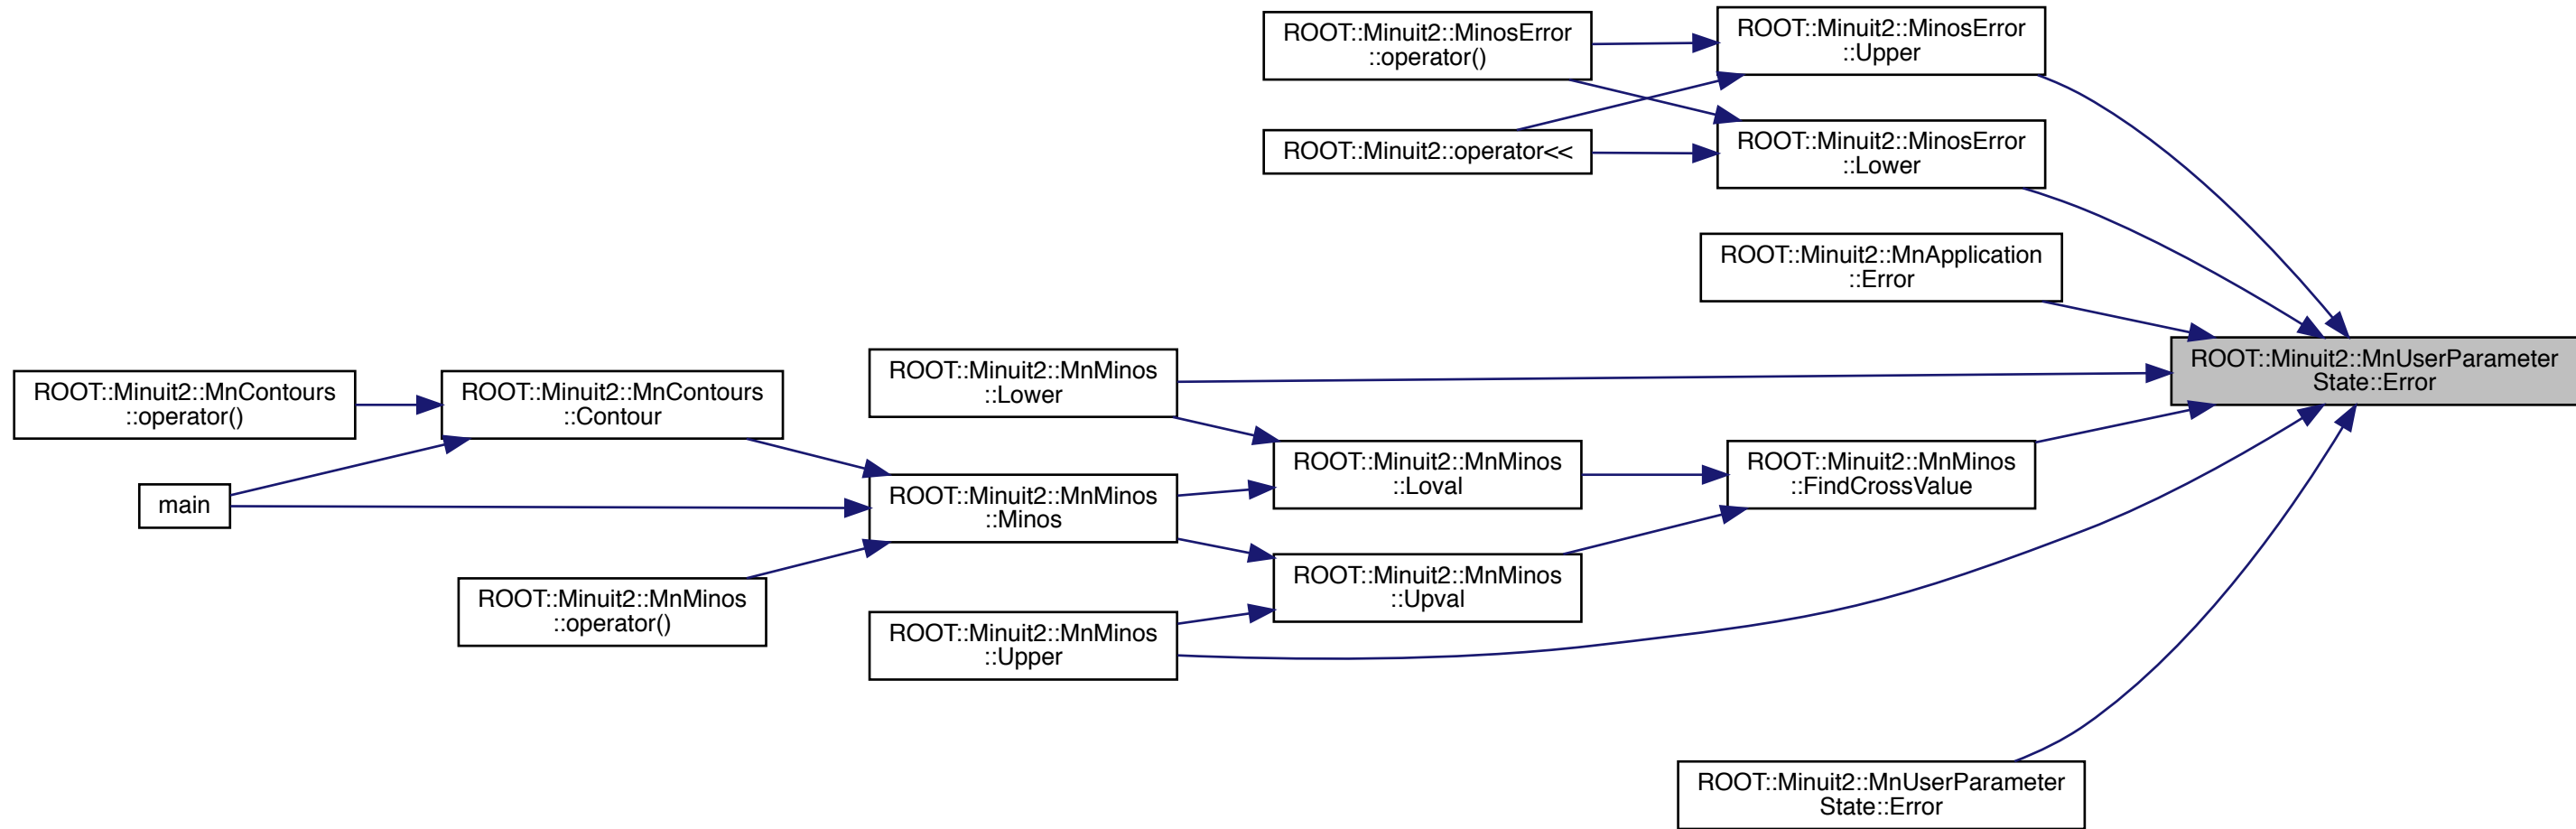 ROOT::Minuit2::MinosError
::operator()
ROOT::Minuit2::MinosError
::Upper
ROOT::Minuit2::operator<<
ROOT::Minuit2::MinosError
::Lower
ROOT::Minuit2::MnApplication
::Error
ROOT::Minuit2::MnUserParameter
State::Error
ROOT::Minuit2::MnMinos
::Lower
ROOT::Minuit2::MnContours
::operator()
ROOT::Minuit2::MnContours
::Contour
ROOT::Minuit2::MnMinos
::Loval
ROOT::Minuit2::MnMinos
::FindCrossValue
main
ROOT::Minuit2::MnMinos
::Minos
ROOT::Minuit2::MnMinos
::Upval
ROOT::Minuit2::MnMinos
::operator()
ROOT::Minuit2::MnMinos
::Upper
ROOT::Minuit2::MnUserParameter
State::Error